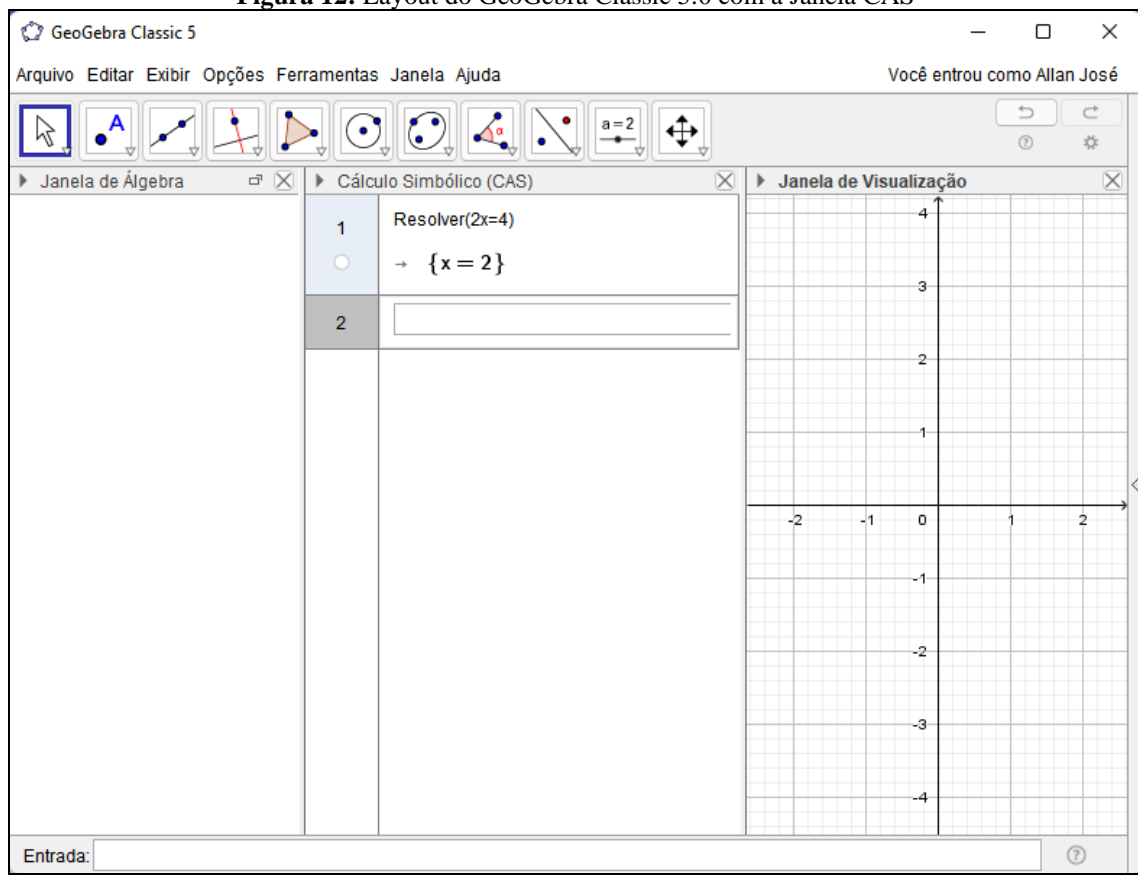 Figura 12: Layout do GeoGebra Classic 5.0 com a Janela CAS
GeoGebra Classic 5
Arquivo Editar Exibir Opções Ferramentas Janela Ajuda
Você entrou como Allan José
A
α
a=2
Janela de Álgebra
Cálculo Simbólico (CAS)
Janela de Visualização
1
Resolver(2x=4)
→ {x = 2}
2
4
3
2
1
-2 -1 0 1 2
-1
-2
-3
-4
Entrada: